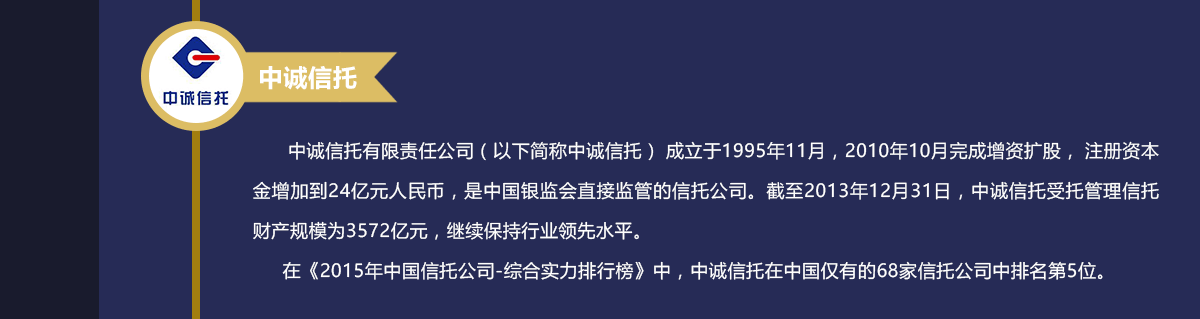 中诚信托
中诚信托
中诚信托有限责任公司（以下简称中诚信托） 成立于1995年11月，2010年10月完成增资扩股， 注册资本
金增加到24亿元人民币，是中国银监会直接监管的信托公司。截至2013年12月31日，中诚信托受托管理信托
财产规模为3572亿元，继续保持行业领先水平。
在《2015年中国信托公司-综合实力排行榜》中，中诚信托在中国仅有的68家信托公司中排名第5位。